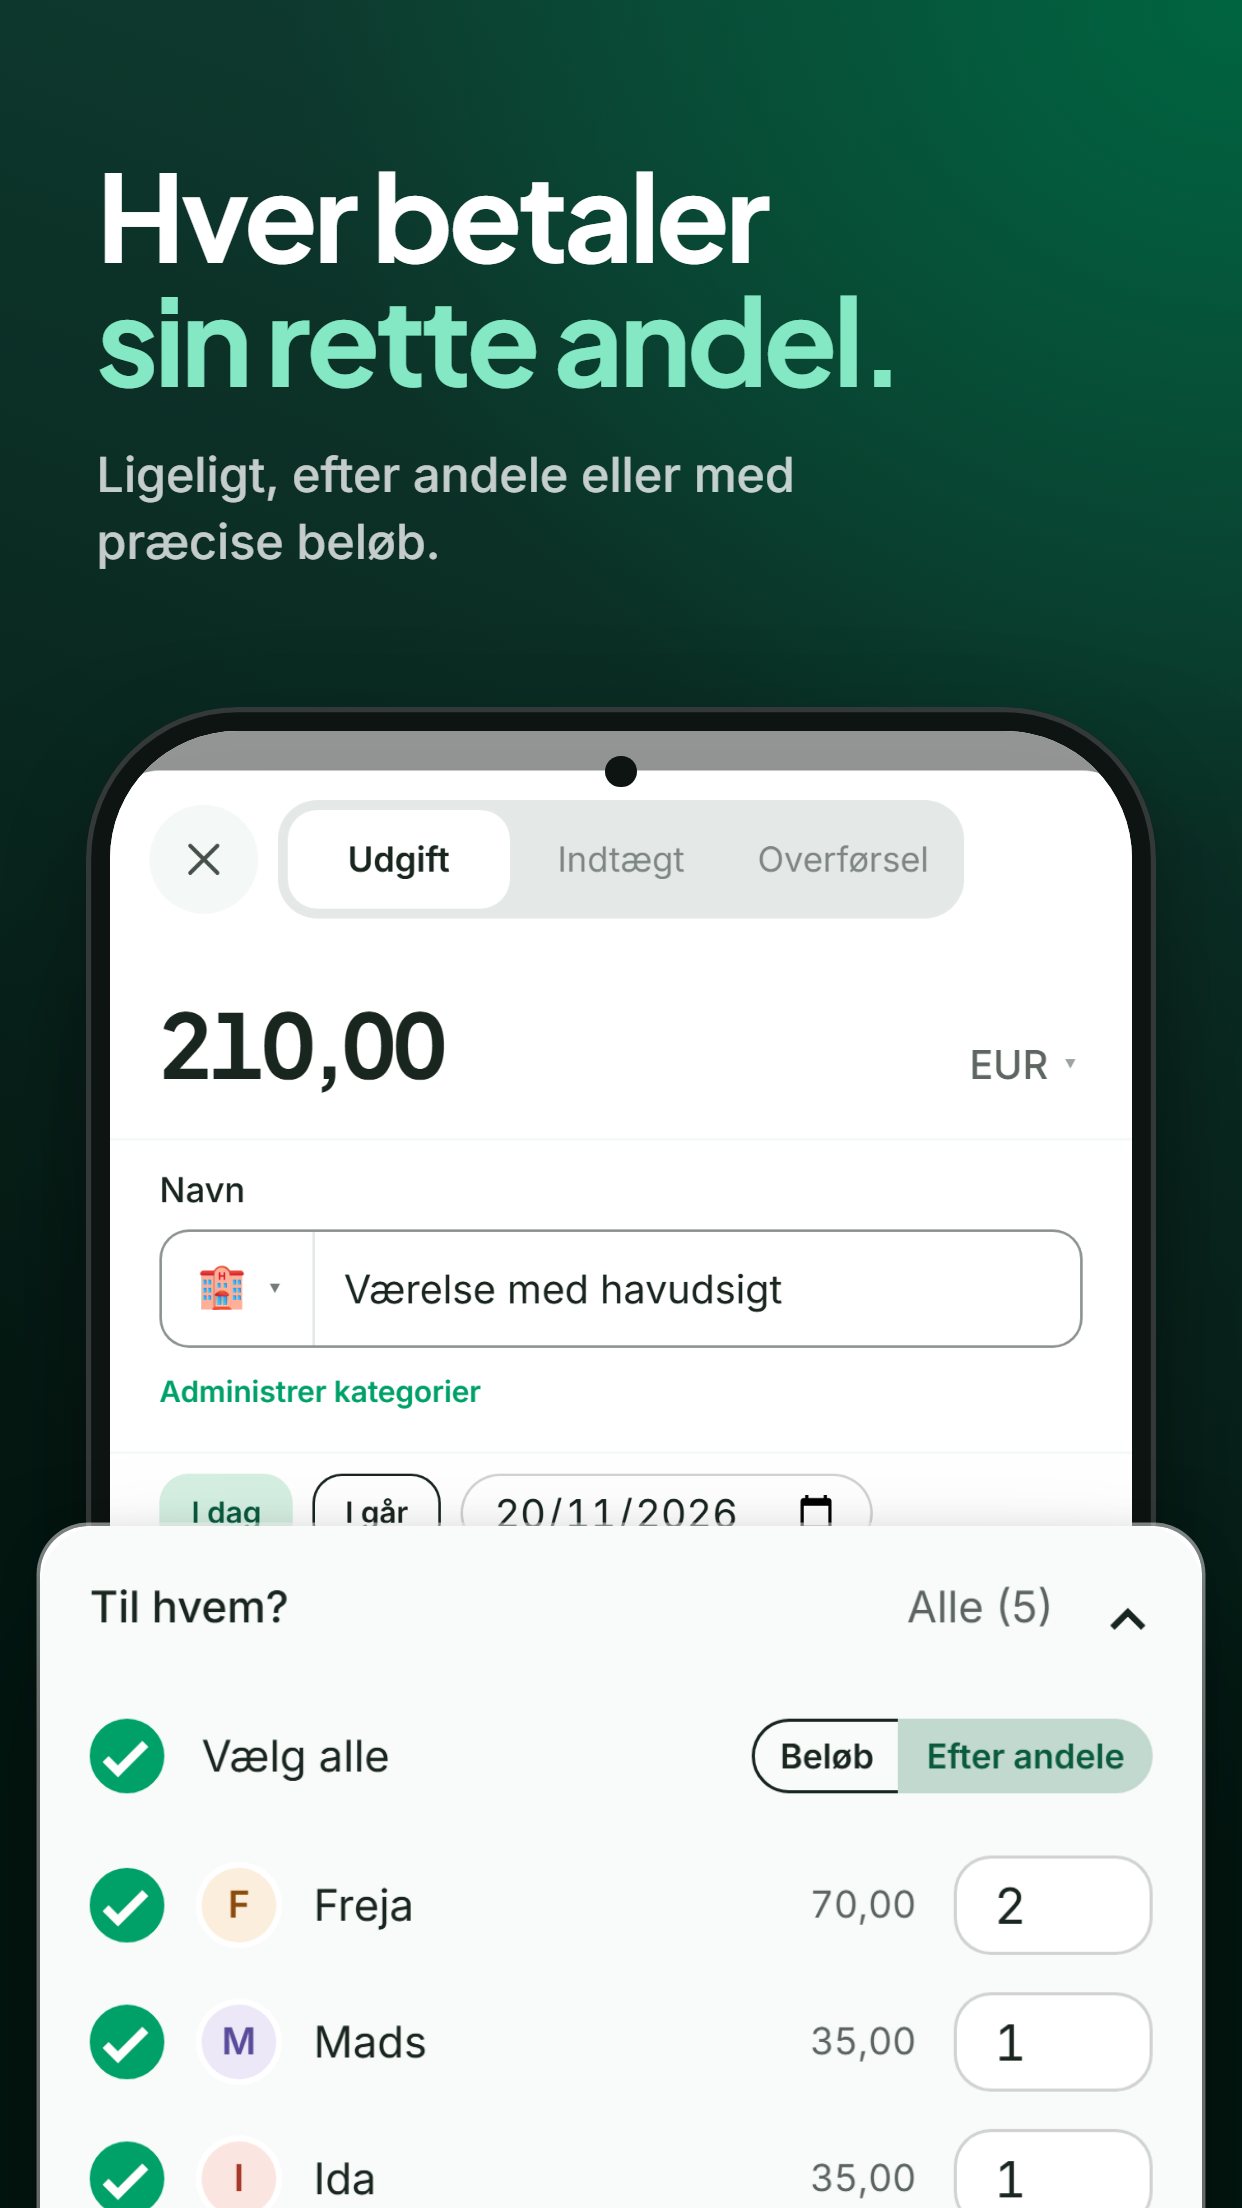 Hver betaler
sin rette andel.
Ligeligt, efter andele eller med
præcise beløb.
Udgift Indtægt Overførsel
210,00 EUR
Navn
H
Værelse med havudsigt
Administrer kategorier
I dag I går 20/11/2026
Til hvem? Alle (5)
Vælg alle Beløb Efter andele
F Freja 70,00 2
M Mads 35,00 1
I Ida 35,00 1